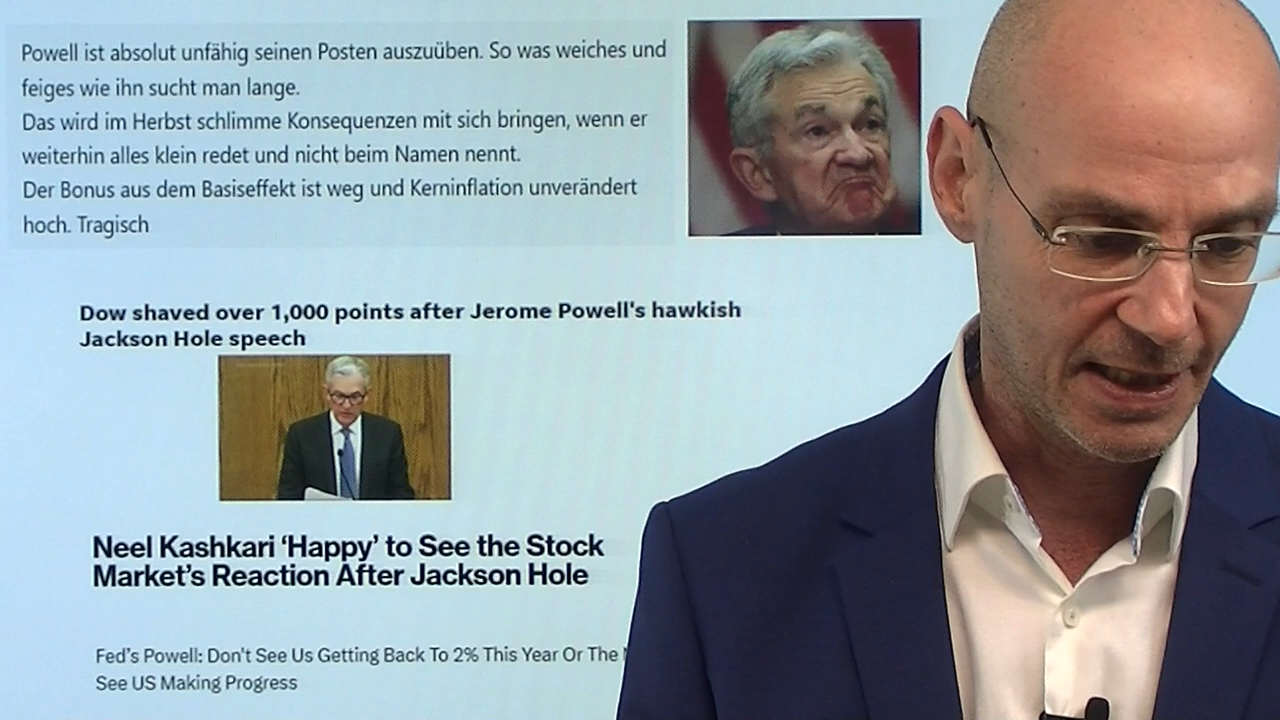 Powell ist absolut unfähig seinen Posten auszuüben. So was weiches und
feiges wie ihn sucht man lange.
Das wird im Herbst schlimme Konsequenzen mit sich bringen, wenn er
weiterhin alles klein redet und nicht beim Namen nennt.
Der Bonus aus dem Basiseffekt ist weg und Kerninflation unverändert
hoch. Tragisch
Dow shaved over 1,000 points after Jerome Powell's hawkish
Jackson Hole speech
Neel Kashkari ‘Happy’ to See the Stock
Market’s Reaction After Jackson Hole
Fed’s Powell: Don't See Us Getting Back To 2% This Year Or The
See US Making Progress